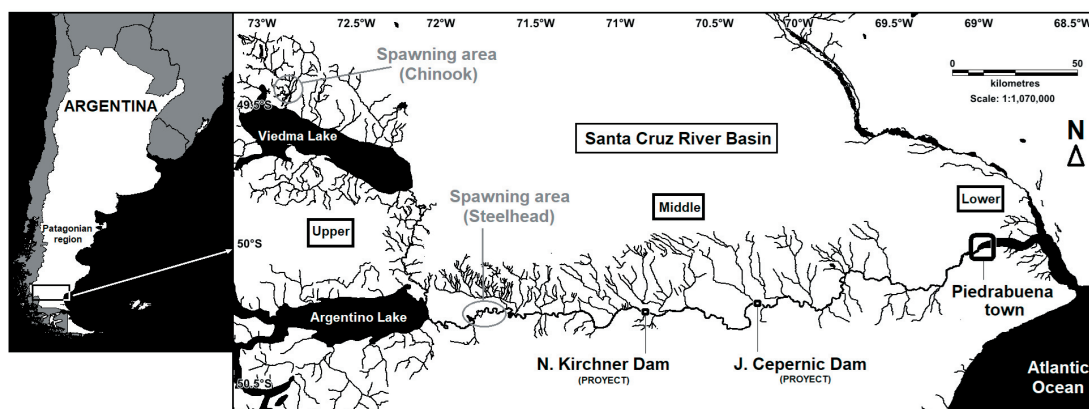 73°W
72.5°W
72°W
71.5°W
71°W
70.5°W
70°W
69.5°W
69°W
68.5°W
ARGENTINA
Patagonian
region
Spawning area
(Chinook)
49.5°S
Viedma Lake
0
50
kilometres
Scale: 1:1,070,000
N
Santa Cruz River Basin
Spawning area
(Steelhead)
Upper
Middle
Lower
50°S
Argentino Lake
Piedrabuena
town
N. Kirchner Dam
(PROYECT)
J. Cepernic Dam
(PROYECT)
50.5°S
Atlantic
Ocean